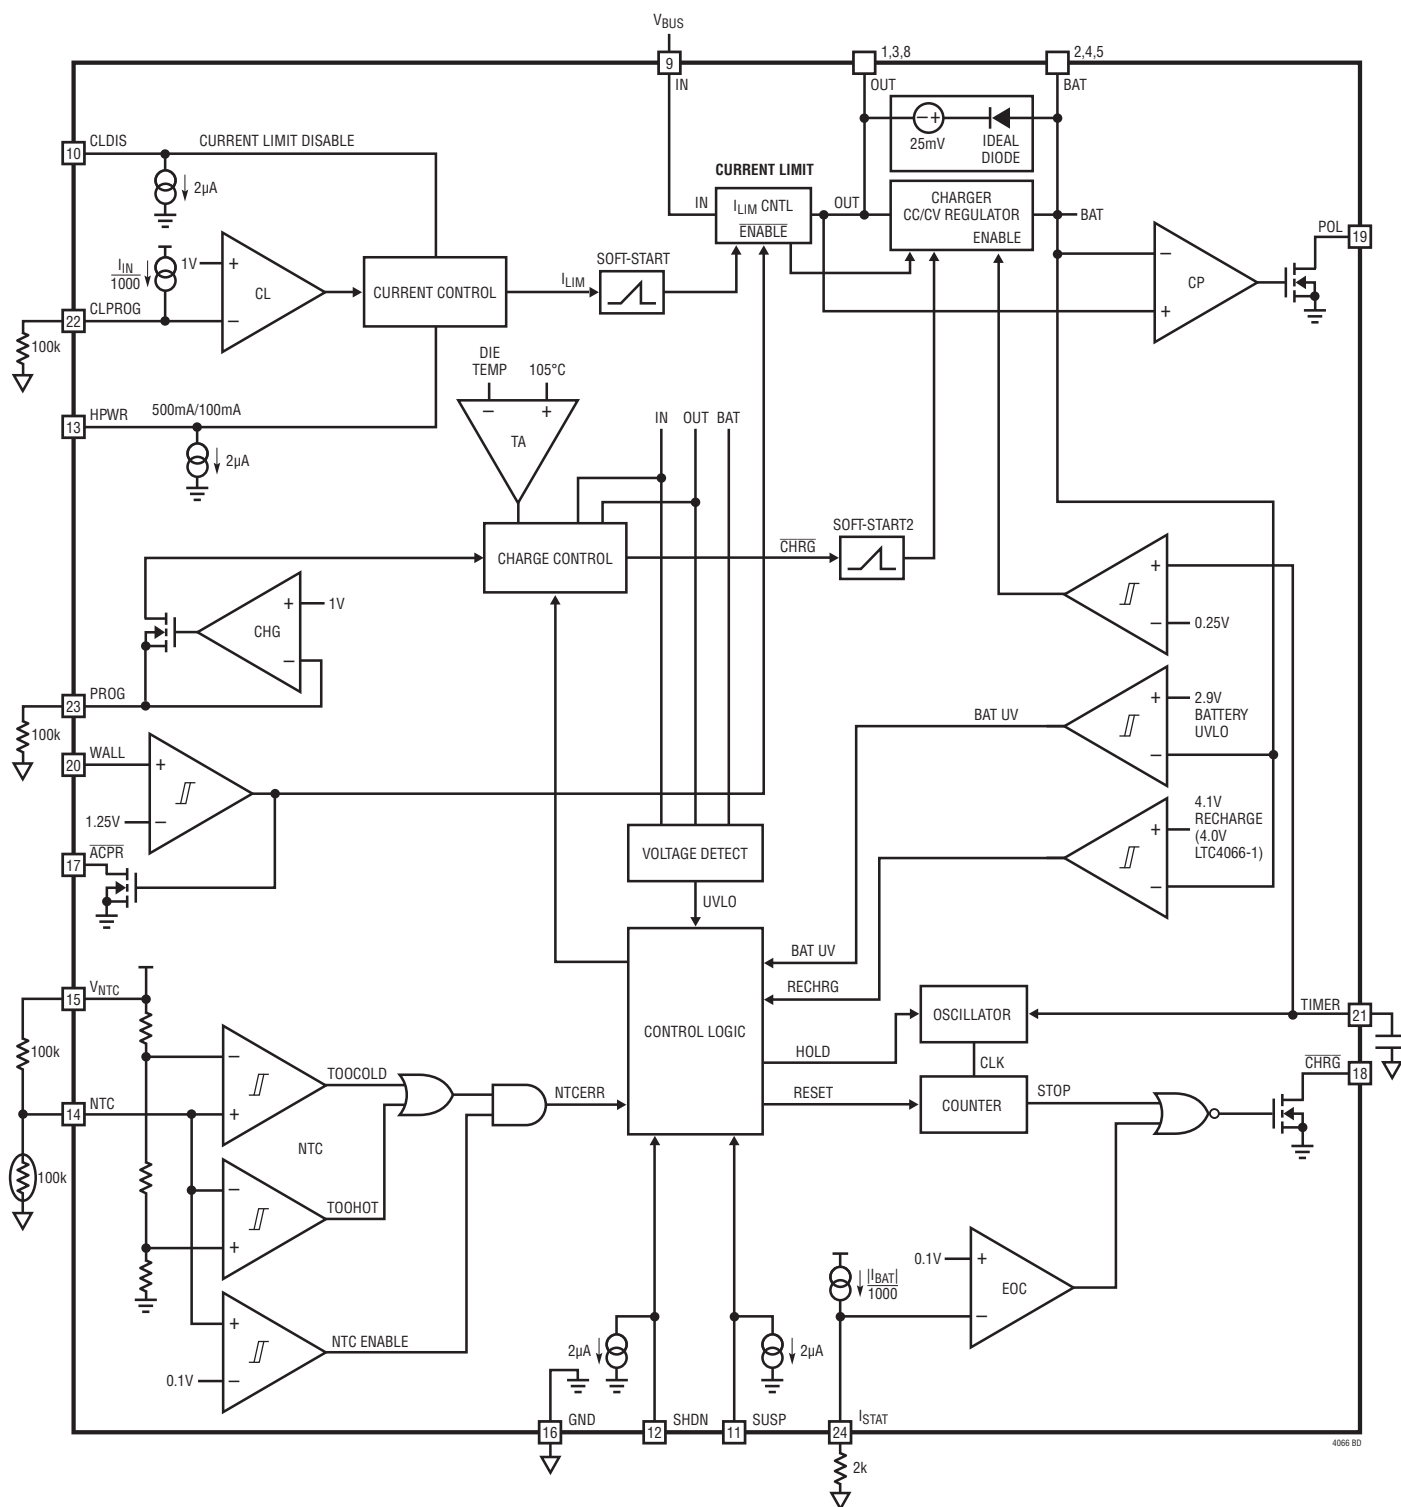 VBUS
9
1,3,8
2,4,5
IN
OUT
BAT
10
CLDIS
CURRENT LIMIT DISABLE
2µA
–+
25mV
IDEAL
DIODE
CURRENT LIMIT
IN
ILIM CNTL
ENABLE
OUT
CHARGER
CC/CV REGULATOR
ENABLE
BAT
POL
19
IIN
1000
1V
+
–
CL
CURRENT CONTROL
ILIM
SOFT-START
–
+
CP
22
CLPROG
100k
DIE
TEMP
105°C
–
+
TA
13
HPWR
500mA/100mA
2µA
IN
OUT
BAT
CHARGE CONTROL
CHRG
SOFT-START2
+
–
0.25V
+
1V
CHG
–
23
PROG
100k
+
–
2.9V
BATTERY
UVLO
BAT UV
20
WALL
+
–
1.25V
17
ACPR
VOLTAGE DETECT
UVLO
+
–
4.1V
RECHARGE
(4.0V
LTC4066-1)
15
VNTC
100k
14
NTC
100k
–
+
TOOCOLD
NTC
–
+
TOOHOT
+
–
0.1V
NTC ENABLE
NTCERR
CONTROL LOGIC
BAT UV
RECHRG
HOLD
RESET
OSCILLATOR
CLK
COUNTER
STOP
TIMER
21
CHRG
18
0.1V
+
–
EOC
|IBAT|
1000
2µA
2µA
16
GND
12
SHDN
11
SUSP
24
ISTAT
2k
4066 BD